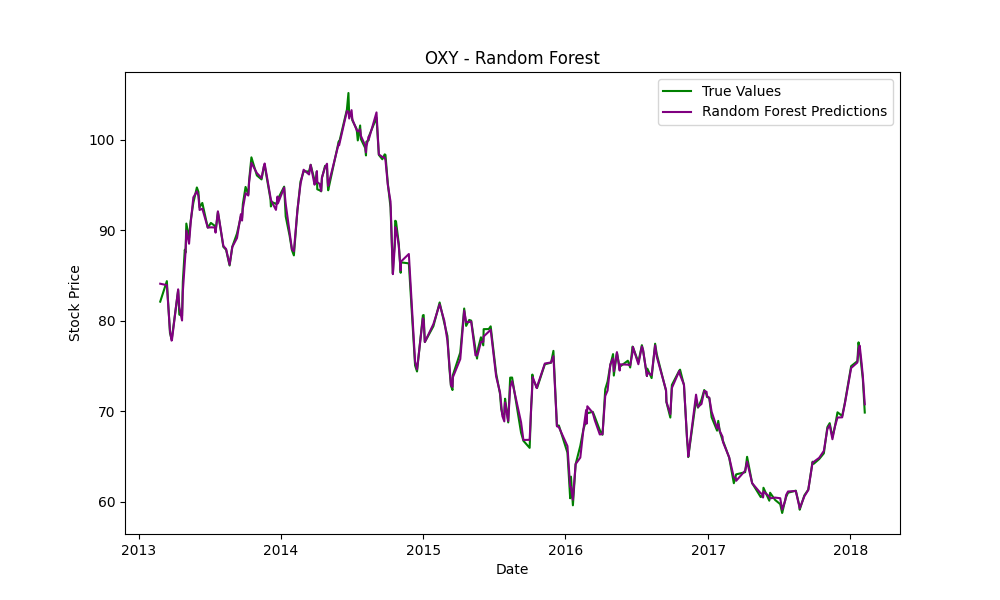 OXY - Random Forest
True Values
Random Forest Predictions
Stock Price
100
90
80
70
60
2013
2014
2015
2016
2017
2018
Date